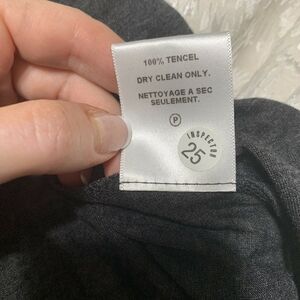 100% TENCEL
DRY CLEAN ONLY.
NETTOYAGE A SEC
SEULEMENT.
P
INSPECTOR
25